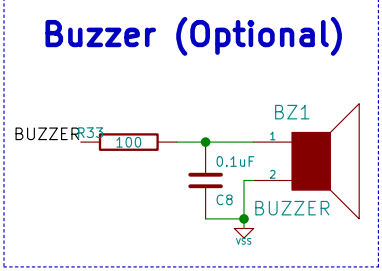 Buzzer (Optional)
BZ1
BUZZER
R33
100
1
0.1uF
2
C8
BUZZER
VSS